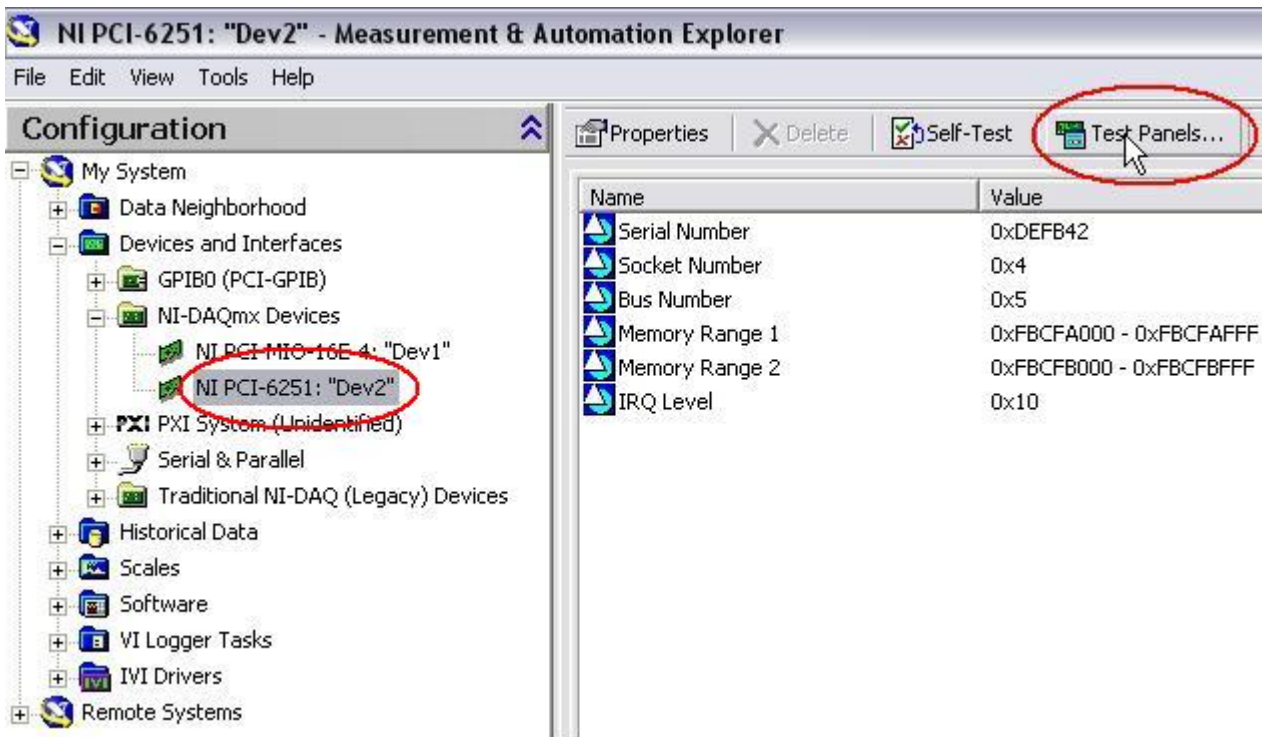 NI PCI-6251: "Dev2" - Measurement & Automation Explorer
File Edit View Tools Help
Configuration
My System
Data Neighborhood
Devices and Interfaces
GPIB0 (PCI-GPIB)
NI-DAQmx Devices
NI PCI-MIO-16E-4: "Dev1"
NI PCI-6251: "Dev2"
PXI PXI System (Unidentified)
Serial & Parallel
Traditional NI-DAQ (Legacy) Devices
Historical Data
Scales
Software
VI Logger Tasks
IVI IVI Drivers
Remote Systems
Properties Delete Self-Test Test Panels...
Name Value
Serial Number 0xDEFB42
Socket Number 0x4
Bus Number 0x5
Memory Range 1 0xFBCFA000 - 0xFBCFAFFF
Memory Range 2 0xFBCFB000 - 0xFBCFBFFF
IRQ Level 0x10